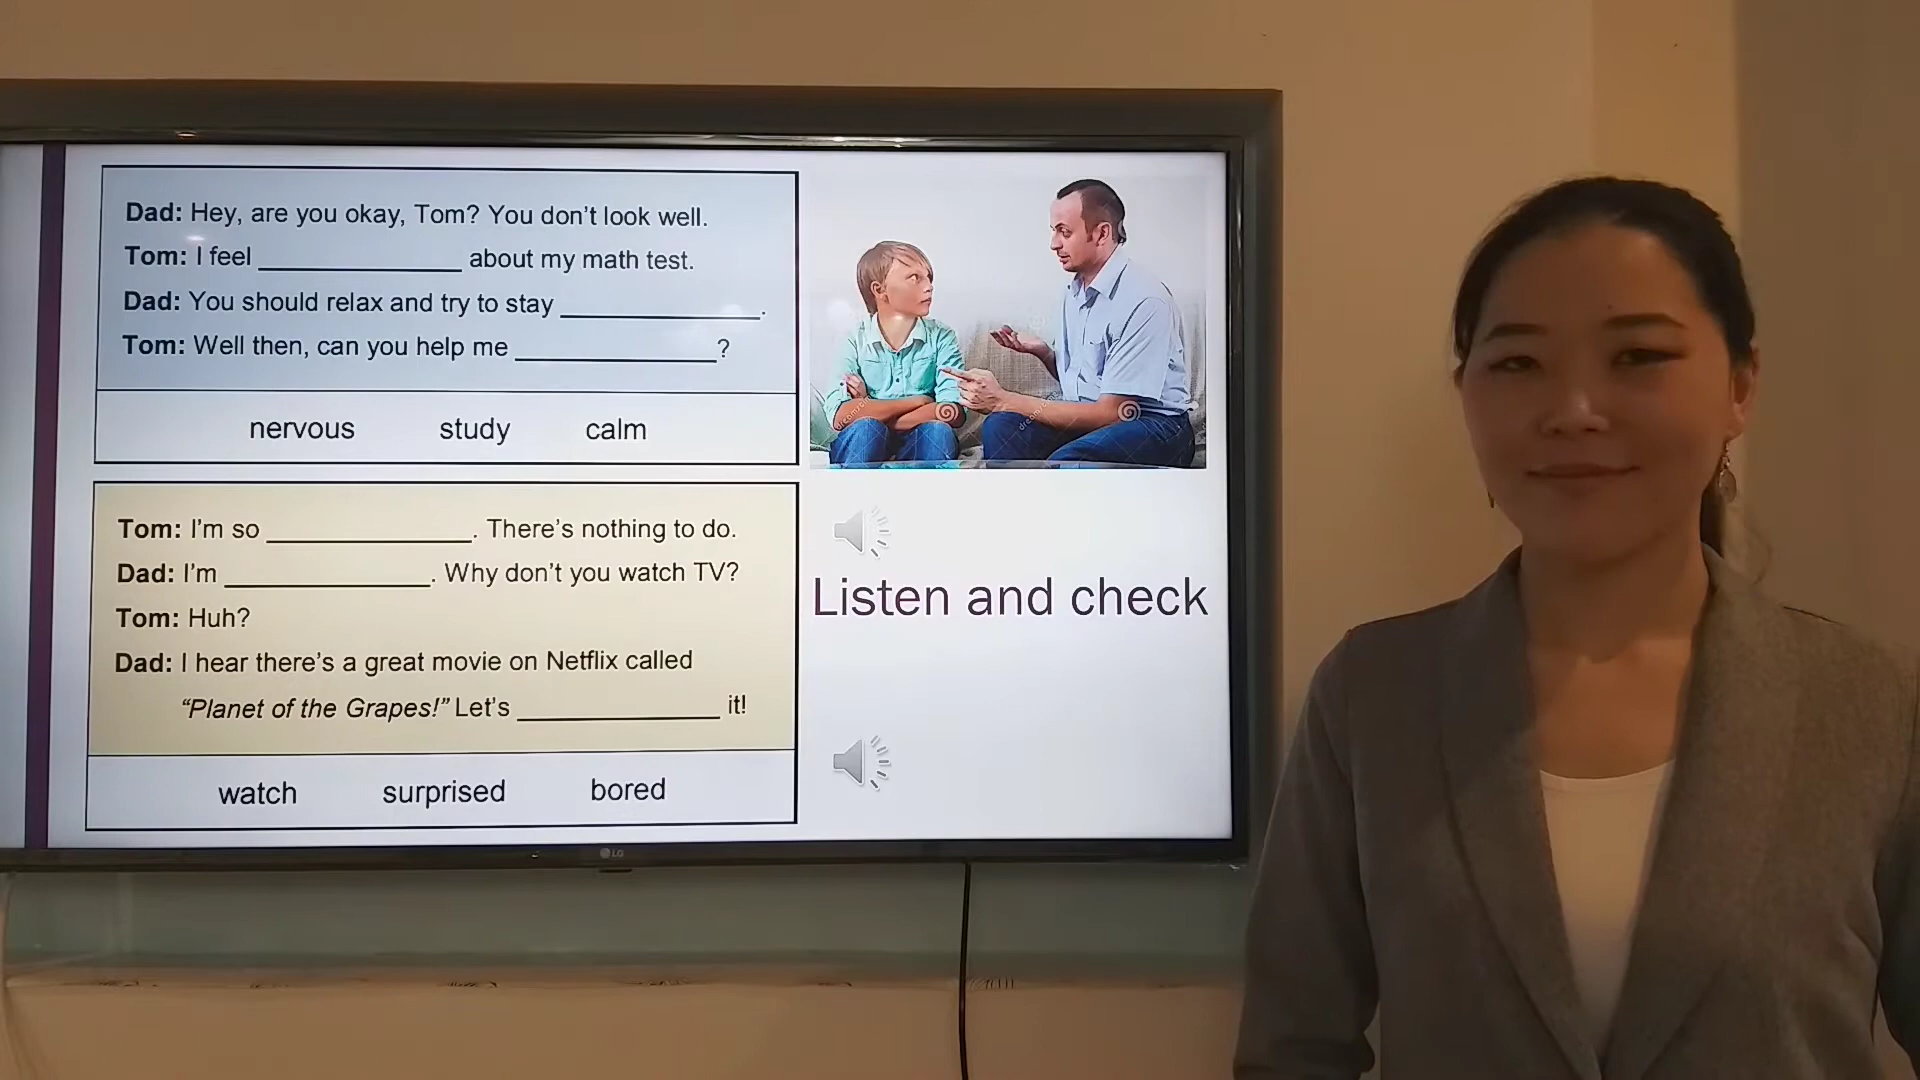 Dad: Hey, are you okay, Tom? You don't look well.
Tom: I feel ______________ about my math test.
Dad: You should relax and try to stay ______________.
Tom: Well then, can you help me ______________?
nervous study calm
Tom: I'm so ______________. There's nothing to do.
Dad: I'm ______________. Why don't you watch TV?
Tom: Huh?
Dad: I hear there's a great movie on Netflix called
"Planet of the Grapes!" Let's ______________ it!
watch surprised bored
Listen and check
LG